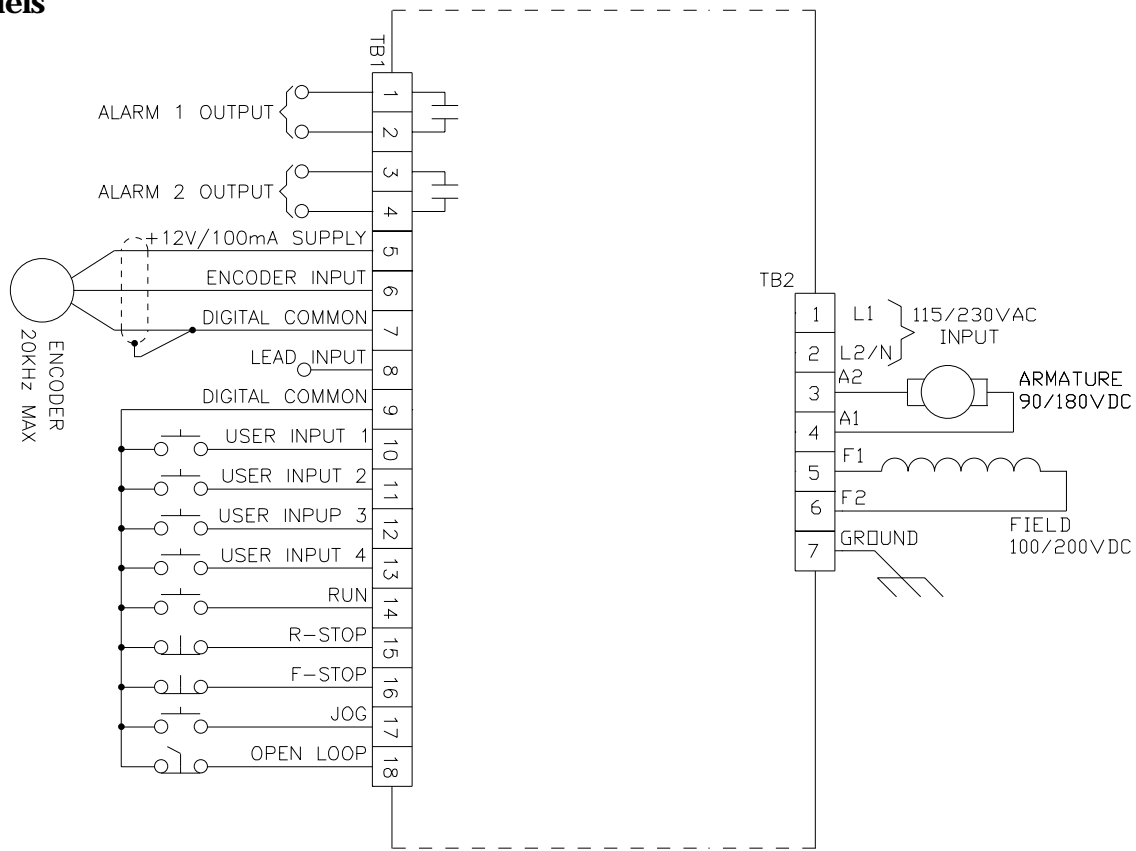 TB1
ALARM 1 OUTPUT
1
2
ALARM 2 OUTPUT
3
4
+12V/100mA SUPPLY
5
ENCODER INPUT
6
DIGITAL COMMON
7
LEAD INPUT
8
DIGITAL COMMON
9
USER INPUT 1
10
USER INPUT 2
11
USER INPUP 3
12
USER INPUT 4
13
RUN
14
R-STOP
15
F-STOP
16
JOG
17
OPEN LOOP
18
ENCODER
20KHz MAX
TB2
1
L1
2
L2/N
115/230VAC
INPUT
3
A2
4
A1
ARMATURE
90/180VDC
5
F1
6
F2
FIELD
100/200VDC
7
GROUND